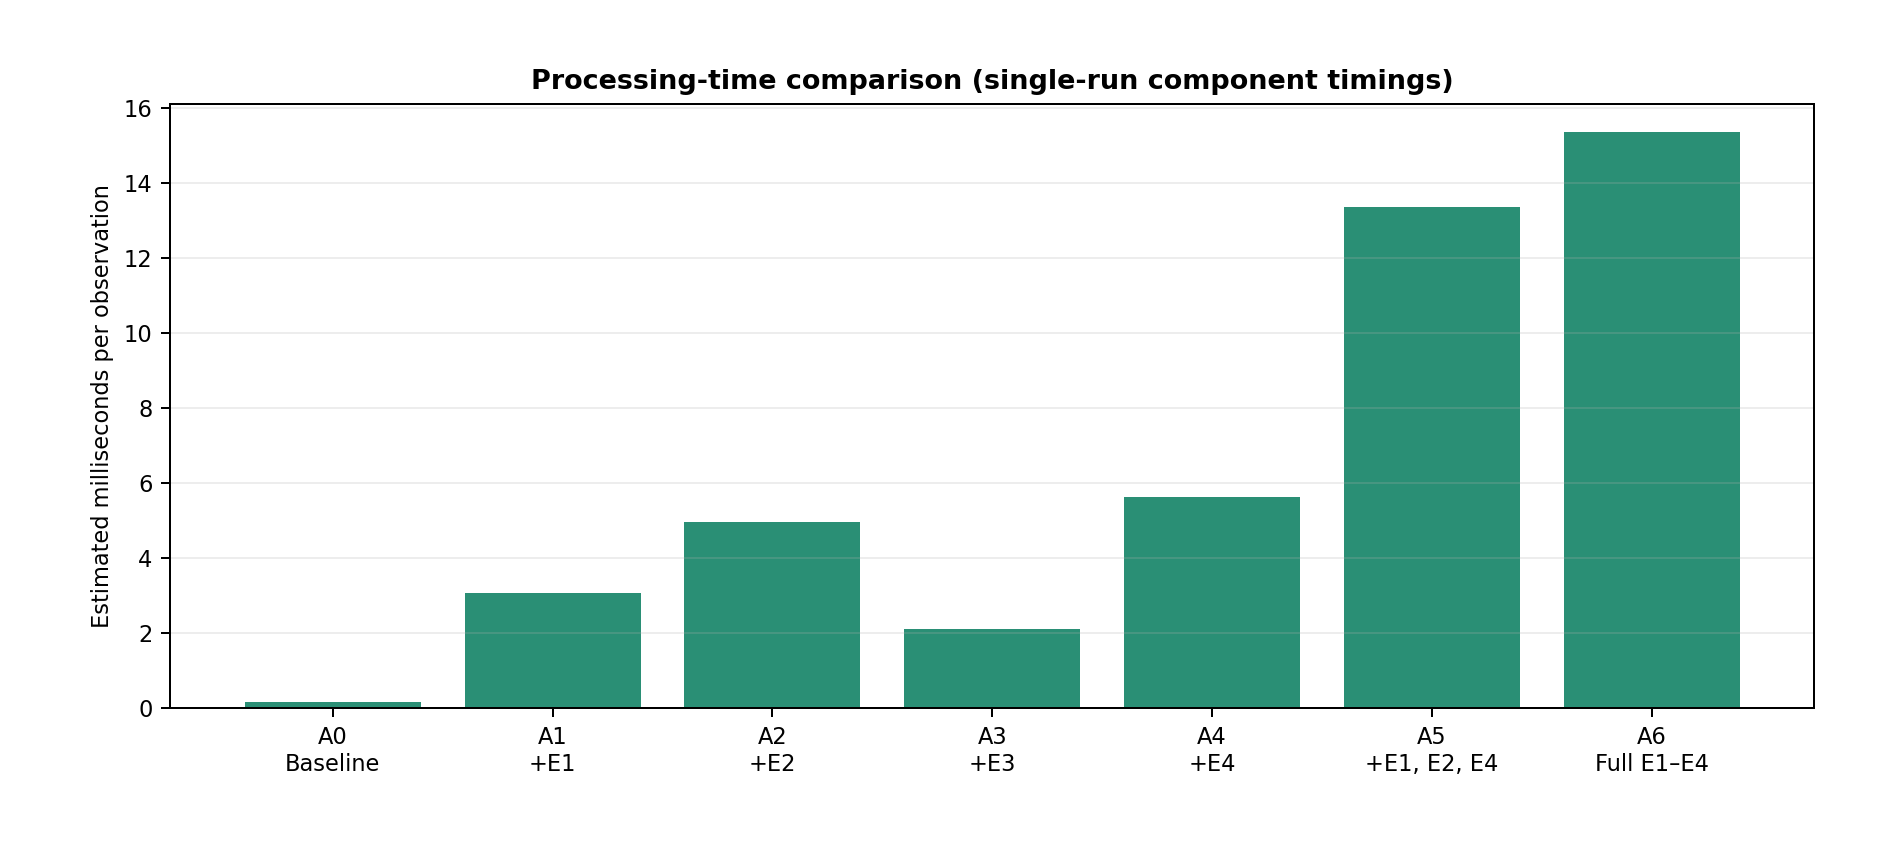 Processing-time comparison (single-run component timings)
Estimated milliseconds per observation
16
14
12
10
8
6
4
2
0
A0
Baseline
A1
+E1
A2
+E2
A3
+E3
A4
+E4
A5
+E1, E2, E4
A6
Full E1–E4